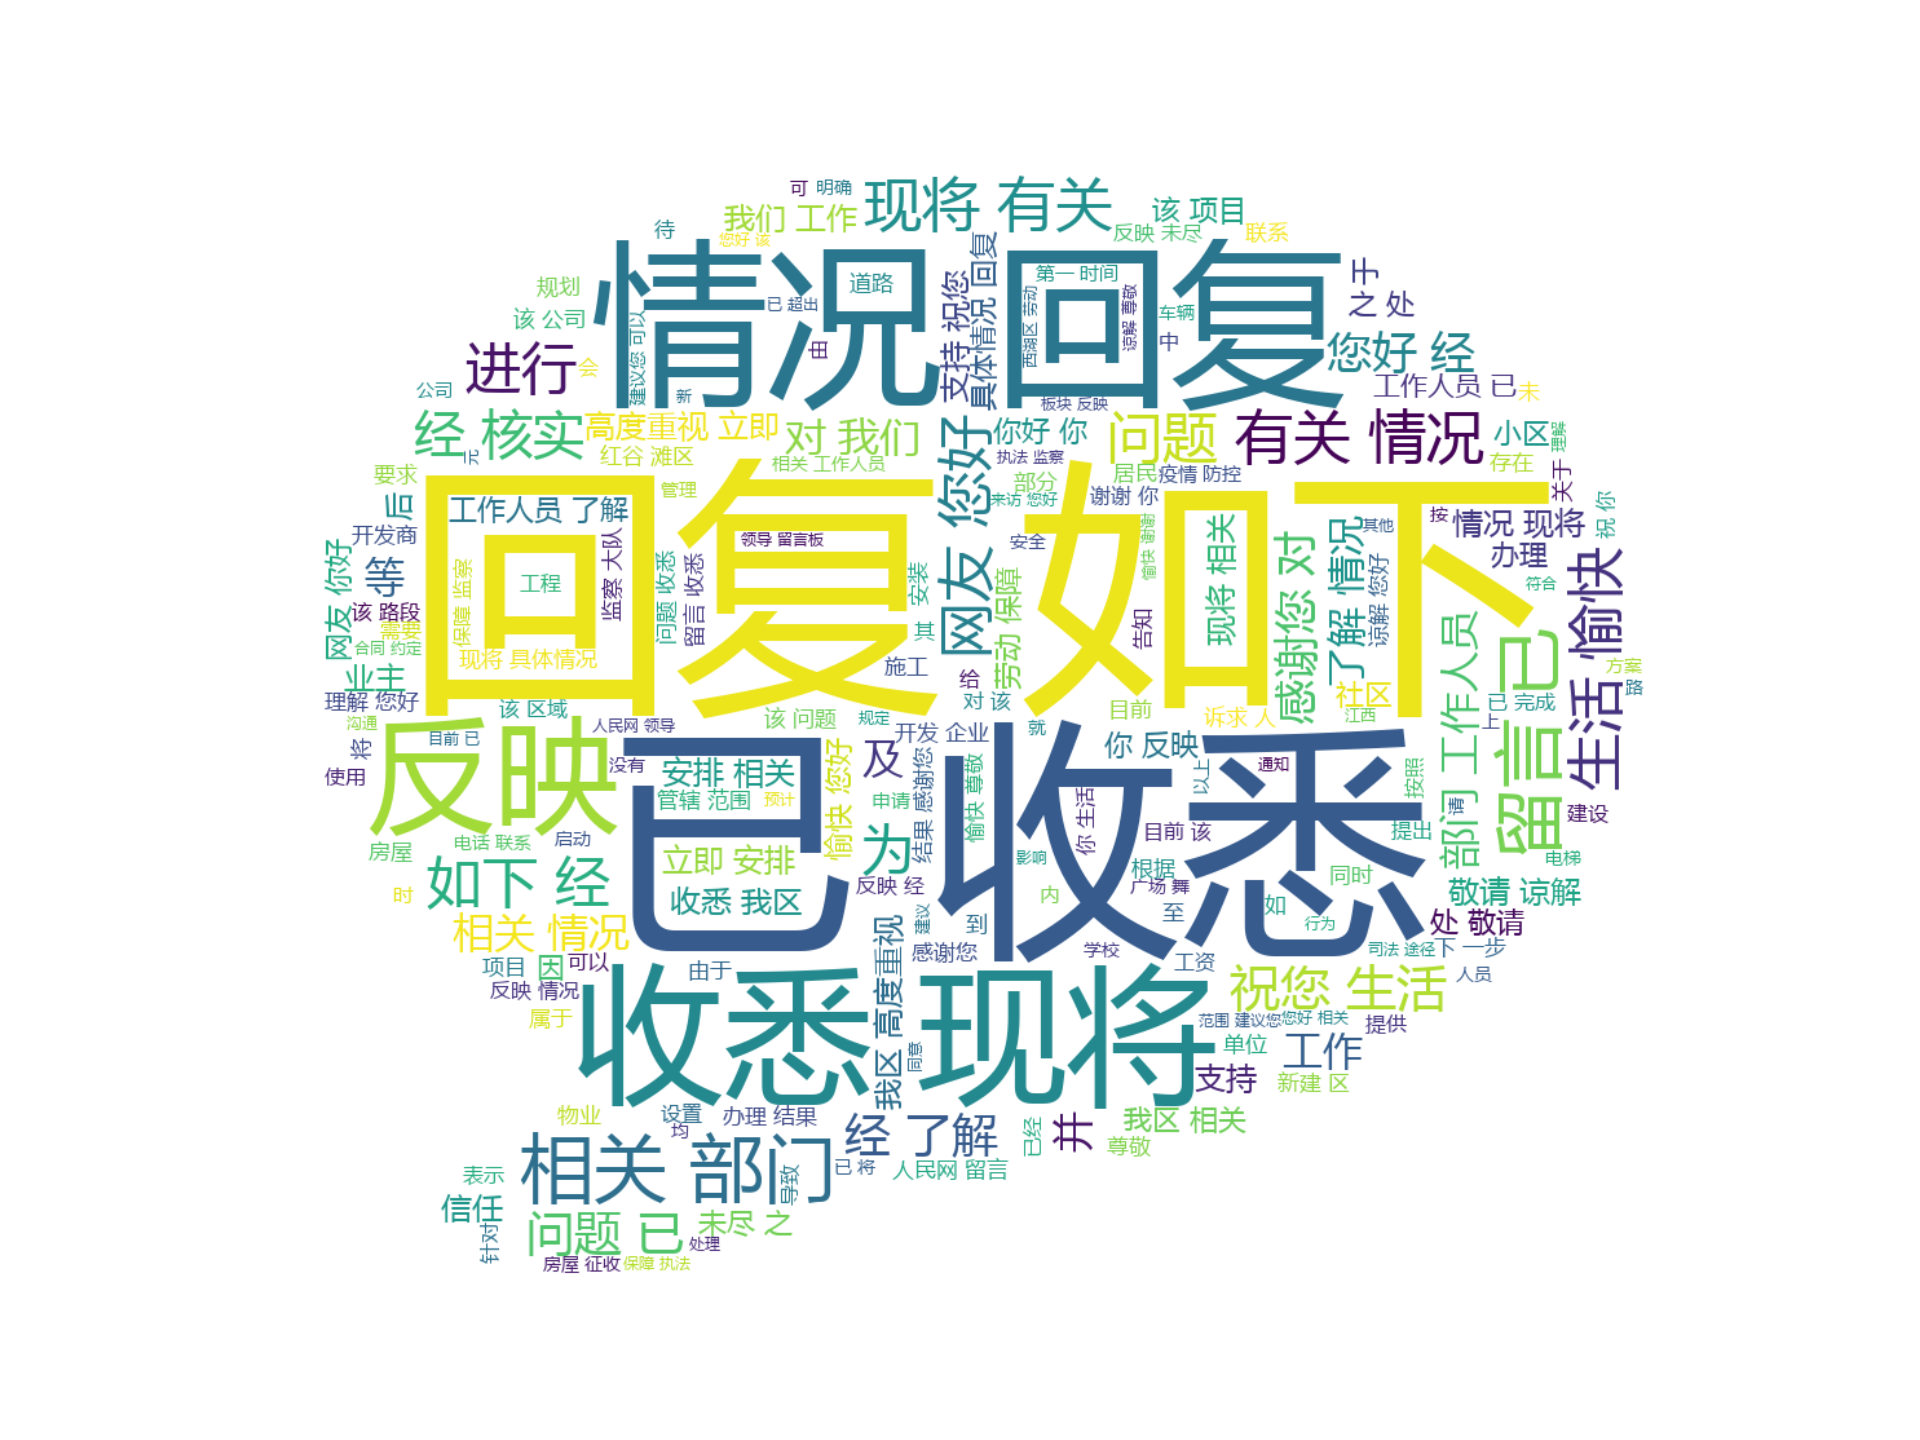 可 明确
现将 有关
我们 工作
该 项目
待
您好 该
反映 未尽
联系
情况 回复
道路
第一 时间
于
之 处
规划
该 公司
已 超出
支持 祝您
具体情况 回复
西湖区 劳动
谅解 尊敬
车辆
中
由
建议您 可以
新
进行
会
公司
您好 经
工作人员 已
未
板块 反映
经 核实
高度重视 立即
对 我们
你好 你
问题
有关 情况
小区
理解
红谷 滩区
相关 工作人员
执法 监察
居民
疫情 防控
存在
元
要求
管理
部分
来访 您好
谢谢 你
关于
后
工作人员 了解
网友 您好
回复 如下
现将 相关
感谢您 对
了解 情况
其他
按
情况 现将
祝 你
开发商
领导 留言板
安全
愉快 谢谢
办理
网友 你好
等
保障 监察
工程
监察 大队
问题 收悉
留言 收悉
安装
其
劳动 保障
告知
谅解 您好
符合
生活 愉快
该 路段
需要
合同 约定
现将 具体情况
施工
给
业主
社区
部门 工作人员
留言 已
方案
路
理解 您好
该 区域
该 问题
规定
对 该
目前
诉求 人
江西
已 完成
上
沟通
目前 已
人民网 领导
开发 企业
就
反映
已 收悉
你 反映
将
使用
没有
安排 相关
愉快 您好
及
结果 感谢您
愉快 尊敬
以上
通知
按照
请
建设
管辖 范围
预计
申请
你 生活
目前 该
提出
电话 联系
启动
房屋
立即 安排
为
影响
根据
电梯
如下 经
时
收悉 我区
反映 经
内
广场 舞
同时
敬请 谅解
相关 情况
我区 高度重视
建议
到
至
如
行为
处 敬请
项目
因
可以
由于
感谢您
学校
工资
司法 途径
下 一步
反映 情况
属于
收悉 现将
祝您 生活
人员
同意
范围 建议您
您好 相关
提供
单位
工作
支持
新建 区
物业
设置
均
办理 结果
经 了解
已经
并
我区 相关
尊敬
相关 部门
导致
已 将
人民网 留言
表示
信任
针对
问题 已
未尽 之
处理
房屋 征收
保障 执法